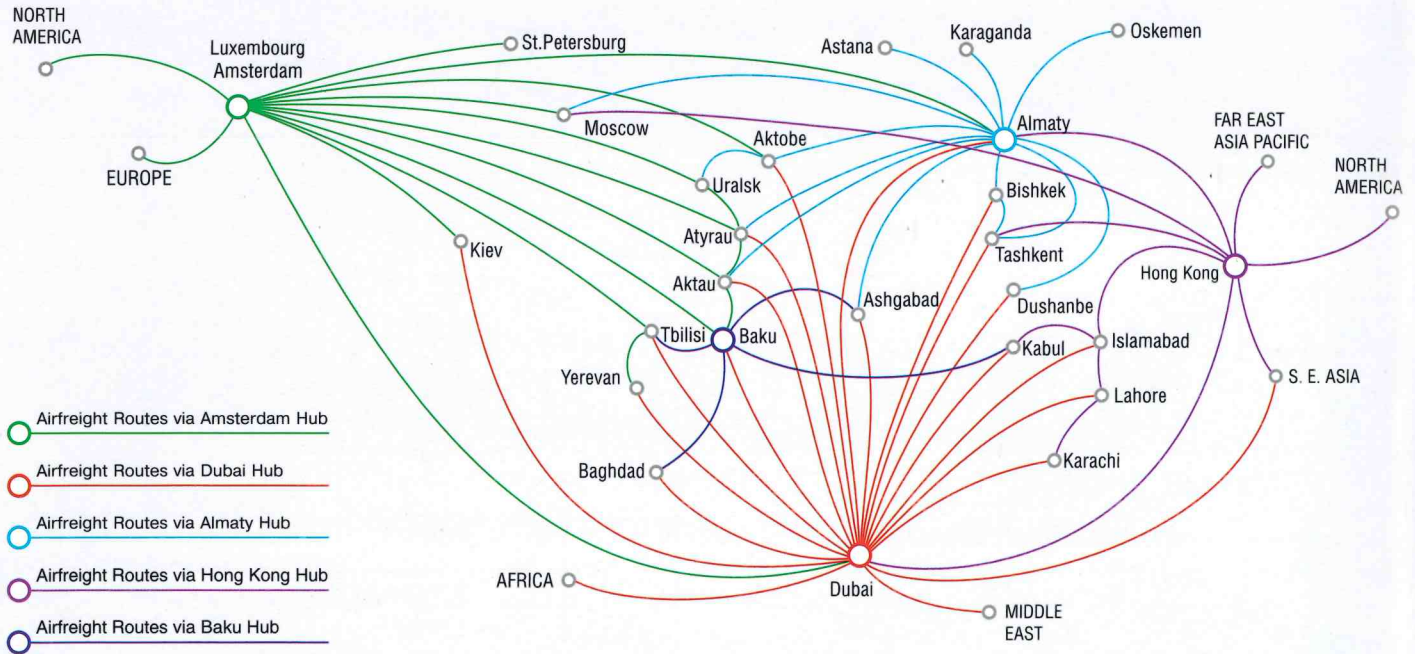 NORTH
AMERICA
Luxembourg
Amsterdam
St.Petersburg
Astana
Karaganda
Oskemen
EUROPE
Moscow
Aktobe
Almaty
FAR EAST
ASIA PACIFIC
NORTH
AMERICA
Uralsk
Bishkek
Kiev
Atyrau
Tashkent
Hong Kong
Aktau
Ashgabad
Dushanbe
Tbilisi
Baku
Kabul
Islamabad
Yerevan
Lahore
S. E. ASIA
Baghdad
Karachi
AFRICA
Dubai
MIDDLE
EAST
Airfreight Routes via Amsterdam Hub
Airfreight Routes via Dubai Hub
Airfreight Routes via Almaty Hub
Airfreight Routes via Hong Kong Hub
Airfreight Routes via Baku Hub